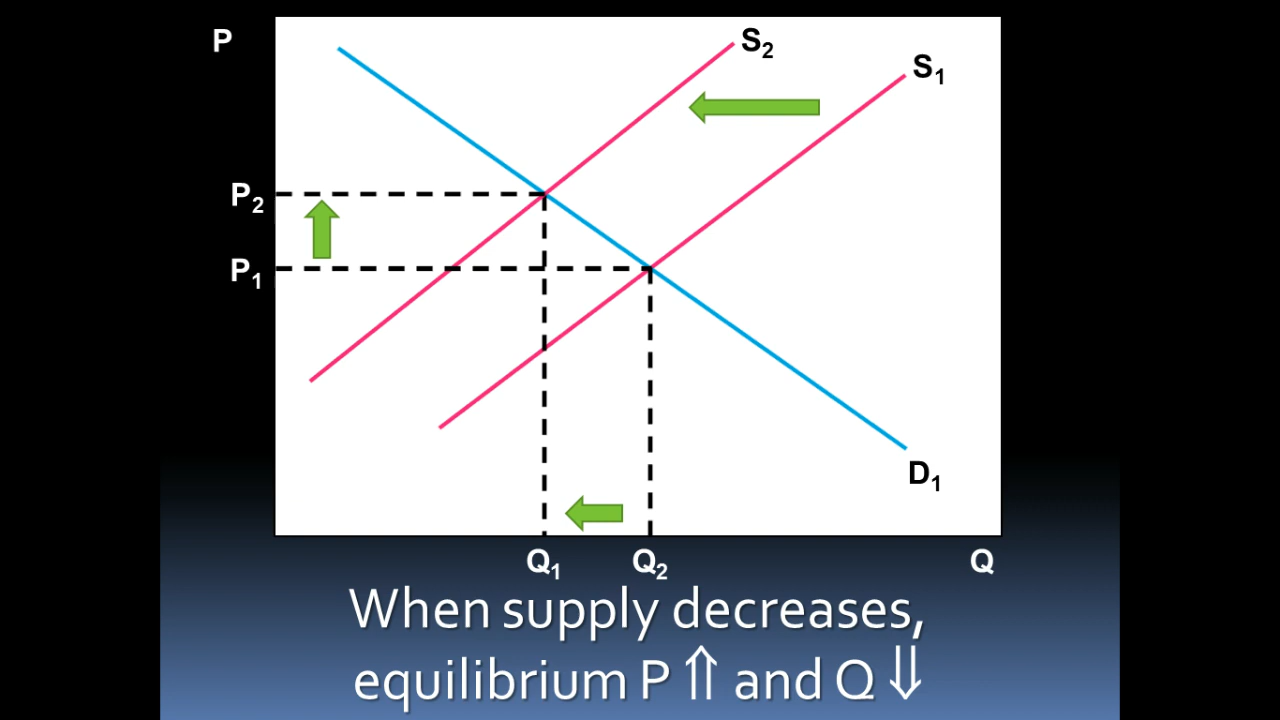 P
S₂
S₁
P₂
P₁
D₁
Q₁ Q₂ Q
When supply decreases,
equilibrium P ⇑ and Q ⇓